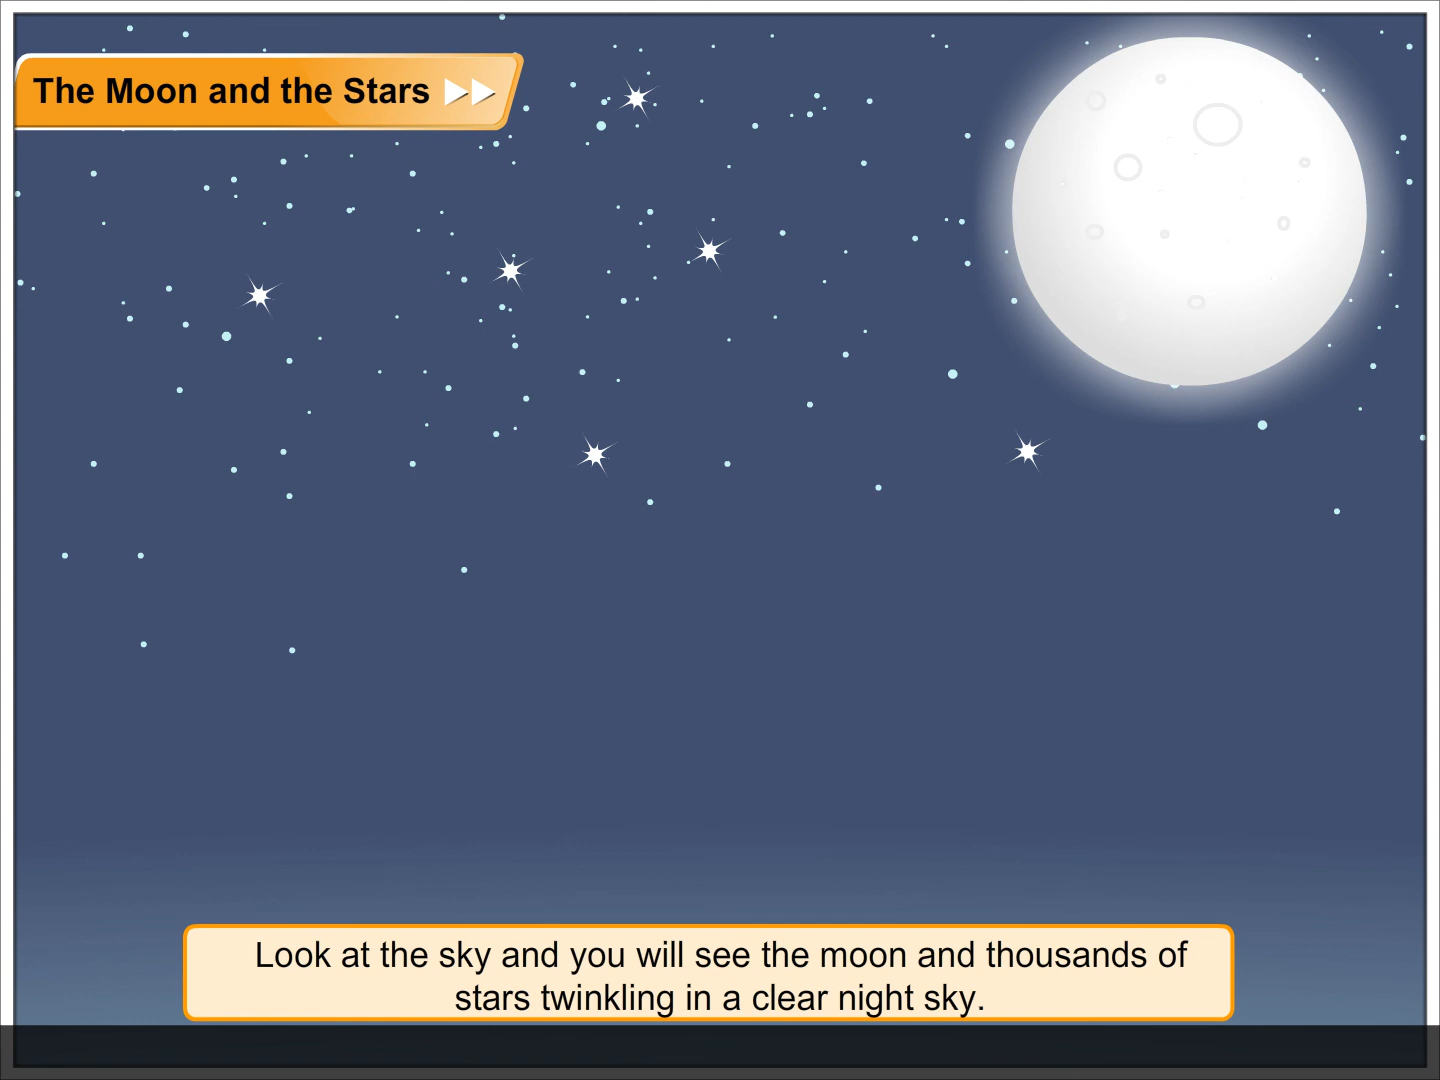 The Moon and the Stars
Look at the sky and you will see the moon and thousands of
stars twinkling in a clear night sky.